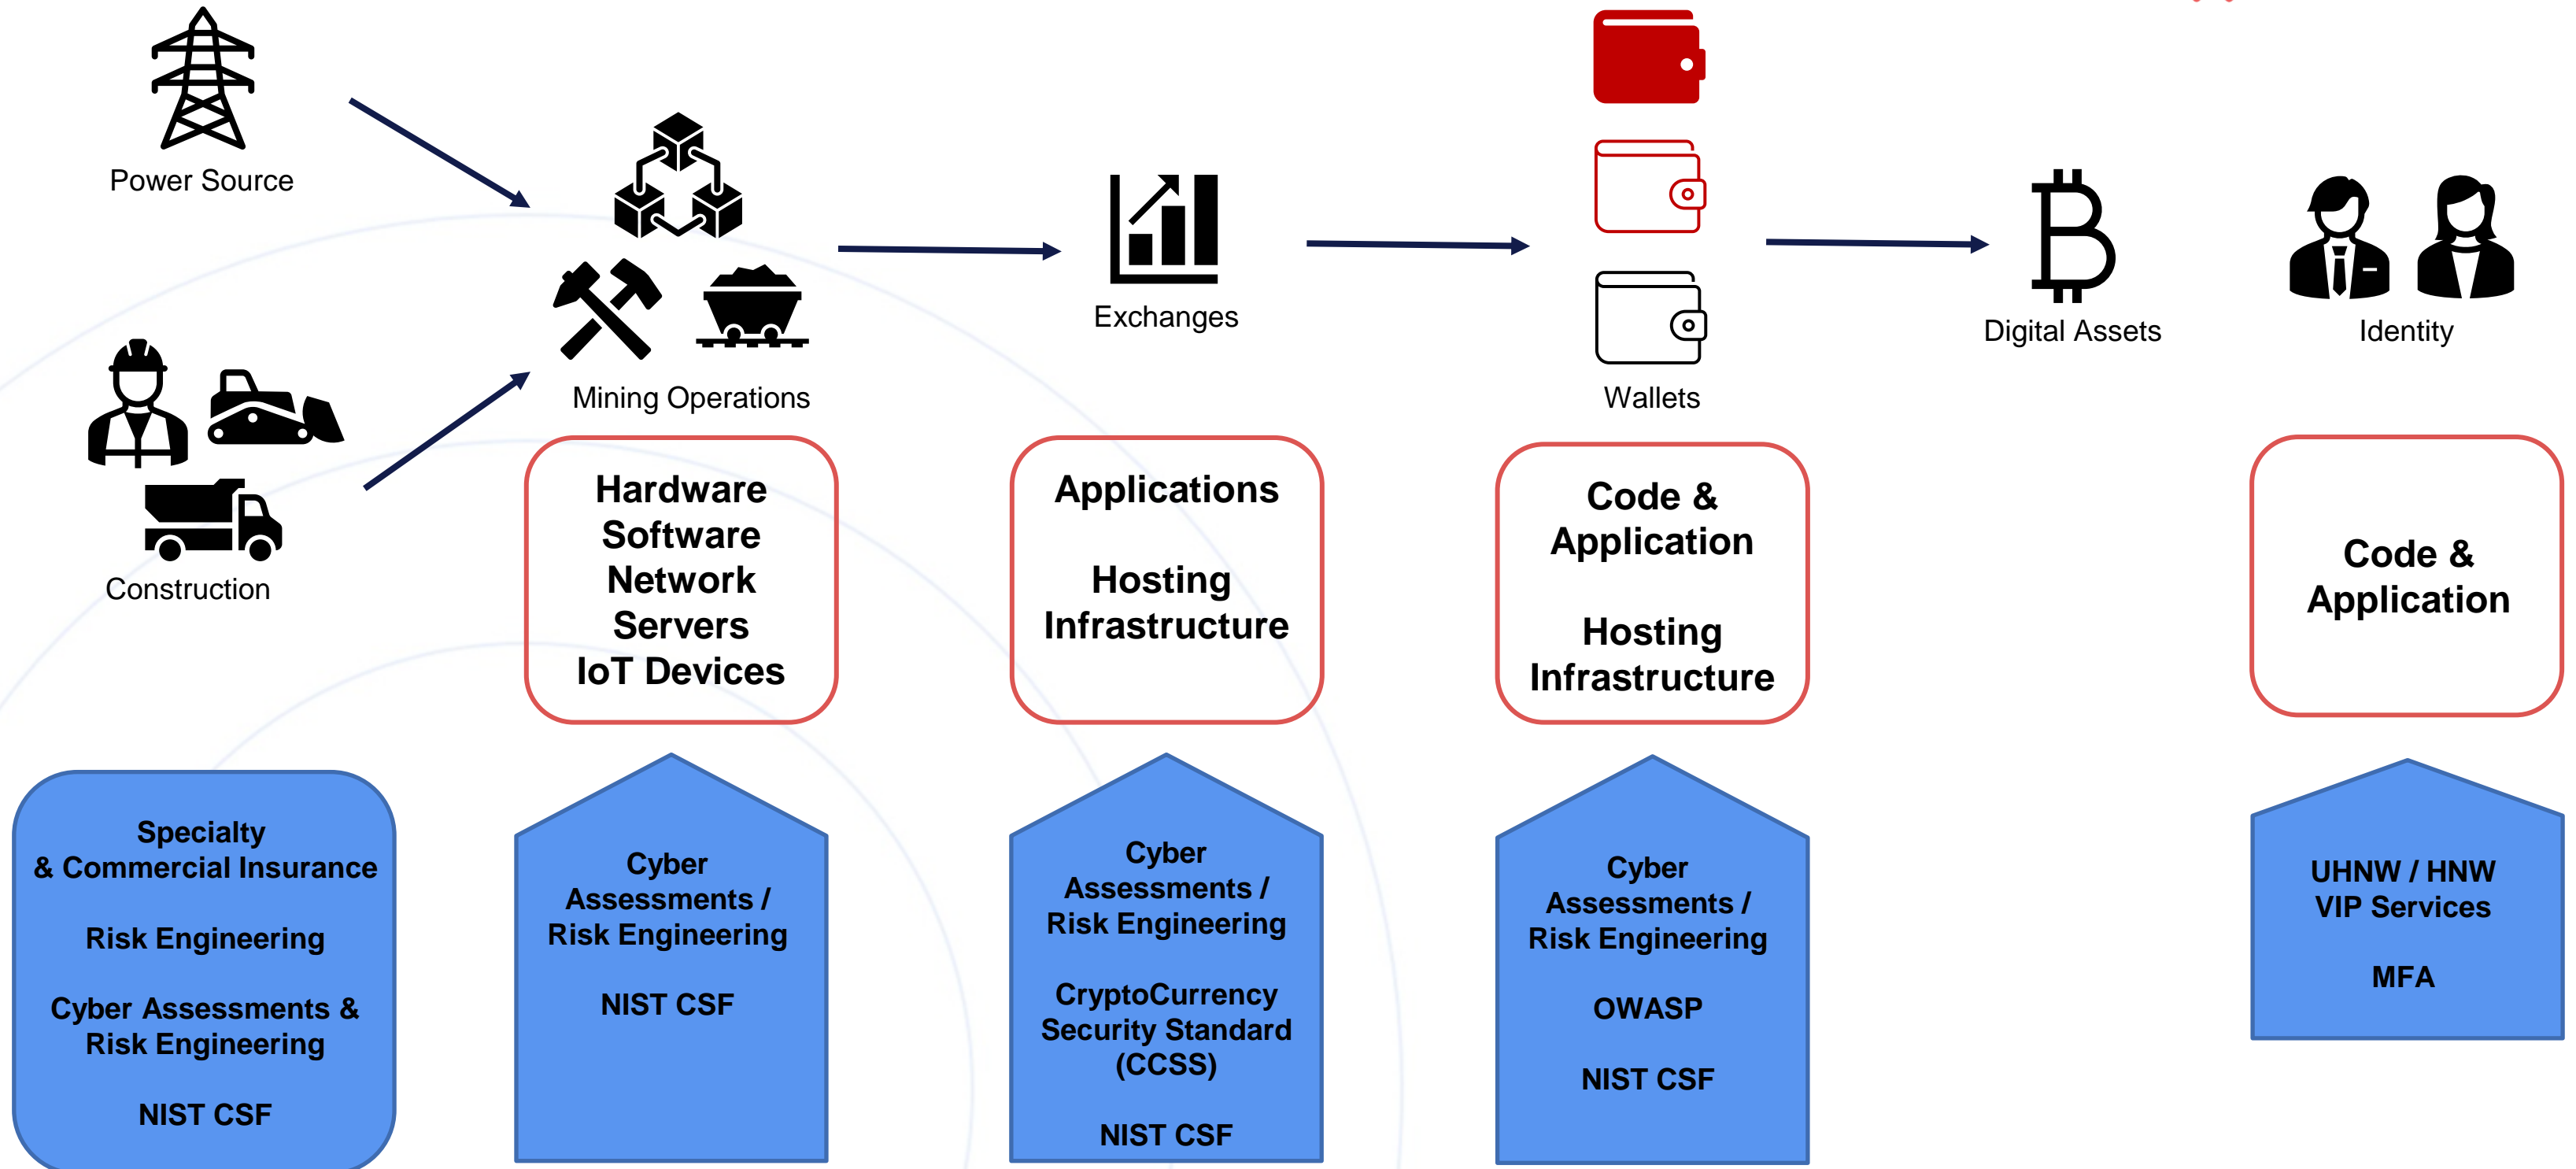 Power Source
Construction
Mining Operations
Exchanges
Wallets
Digital Assets
Identity
Hardware
Software
Network
Servers
IoT Devices
Applications
Hosting
Infrastructure
Code &
Application
Hosting
Infrastructure
Code &
Application
Specialty
& Commercial Insurance
Risk Engineering
Cyber Assessments &
Risk Engineering
NIST CSF
Cyber
Assessments /
Risk Engineering
NIST CSF
Cyber
Assessments /
Risk Engineering
CryptoCurrency
Security Standard
(CCSS)
NIST CSF
Cyber
Assessments /
Risk Engineering
OWASP
NIST CSF
UHNW / HNW
VIP Services
MFA